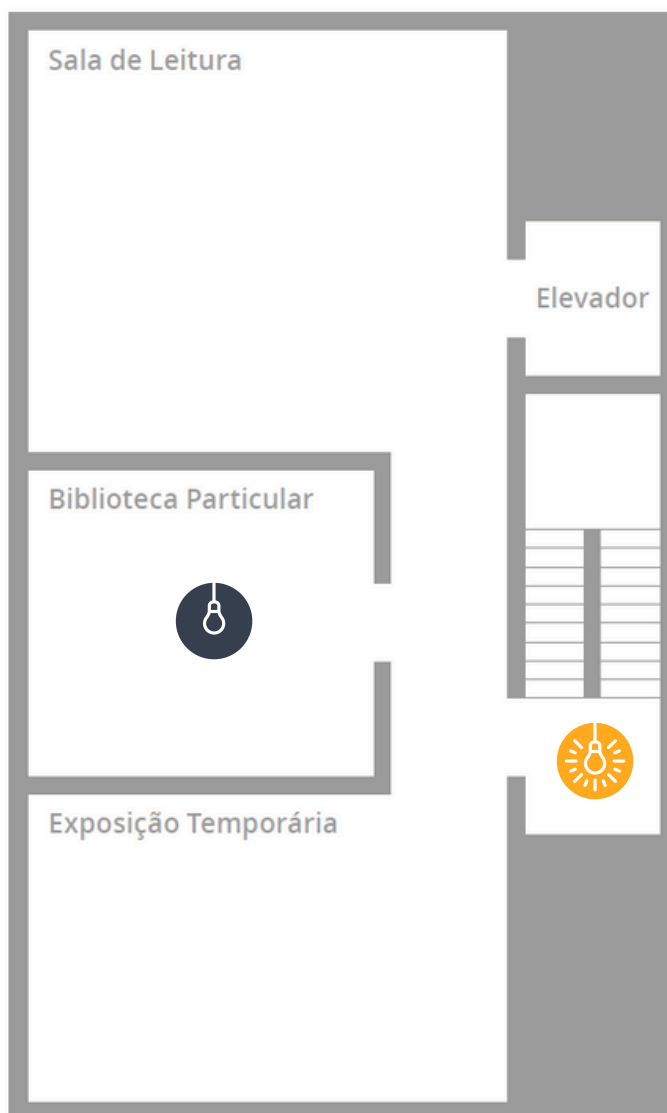 Sala de Leitura
Elevador
Biblioteca Particular
Exposição Temporária